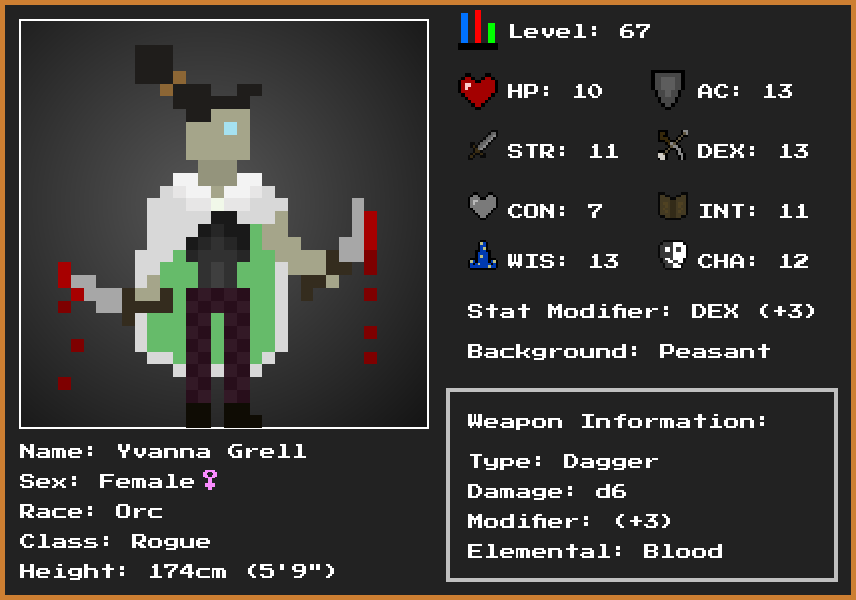 Level: 67
HP: 10
AC: 13
STR: 11
DEX: 13
CON: 7
INT: 11
WIS: 13
CHA: 12
Stat Modifier: DEX (+3)
Background: Peasant
Name: Yvanna Grell
Sex: Female♀
Race: Orc
Class: Rogue
Height: 174cm (5'9")
Weapon Information:
Type: Dagger
Damage: d6
Modifier: (+3)
Elemental: Blood